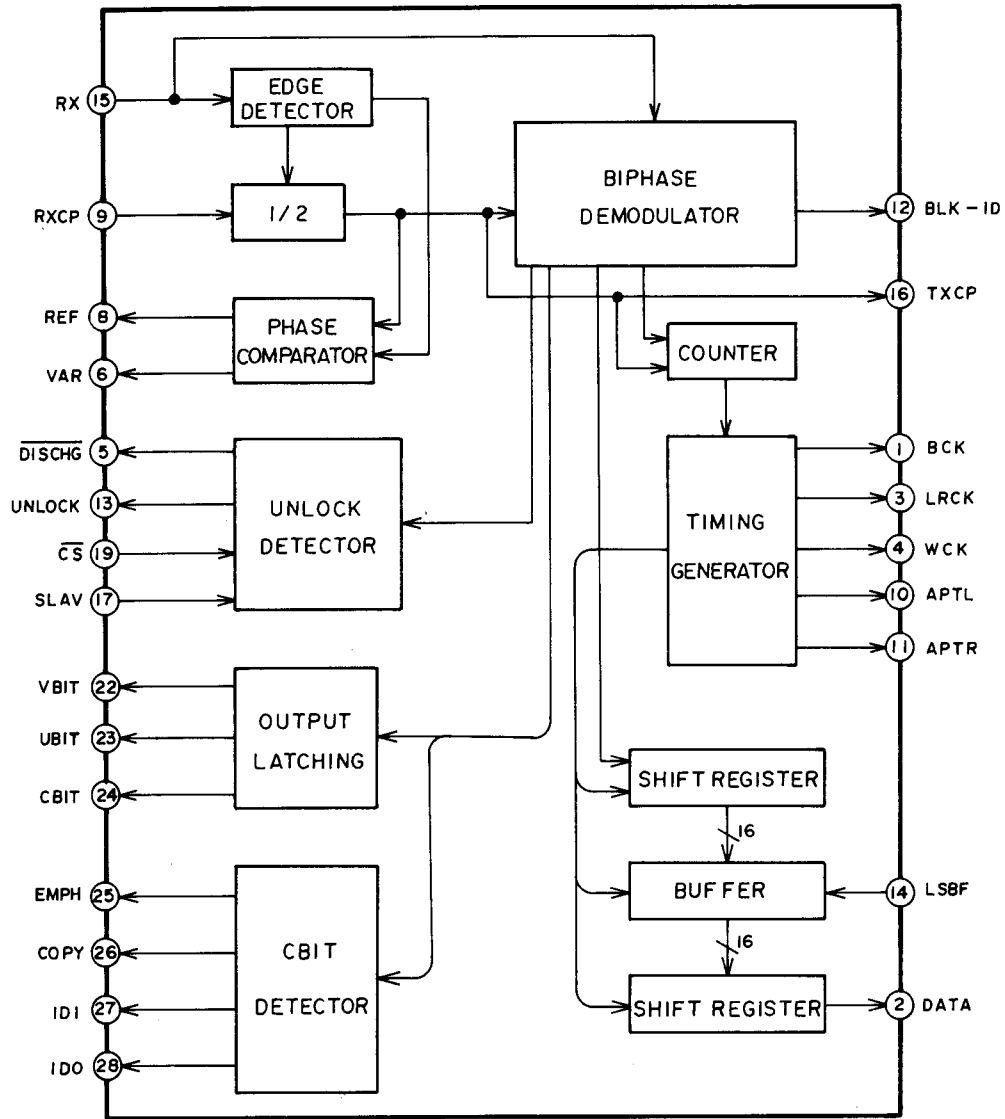 RX 15
EDGE
DETECTOR
BIPHASE
DEMODULATOR
RXCP 9
1/2
12 BLK-ID
REF 8
VAR 6
PHASE
COMPARATOR
16 TXCP
COUNTER
DISCHG 5
UNLOCK 13
CS 19
SLAV 17
UNLOCK
DETECTOR
TIMING
GENERATOR
1 BCK
3 LRCK
4 WCK
10 APTL
11 APTR
VBIT 22
UBIT 23
CBIT 24
OUTPUT
LATCHING
SHIFT REGISTER
16
BUFFER
14 LSBF
16
SHIFT REGISTER
2 DATA
EMPH 25
COPY 26
ID1 27
ID0 28
CBIT
DETECTOR